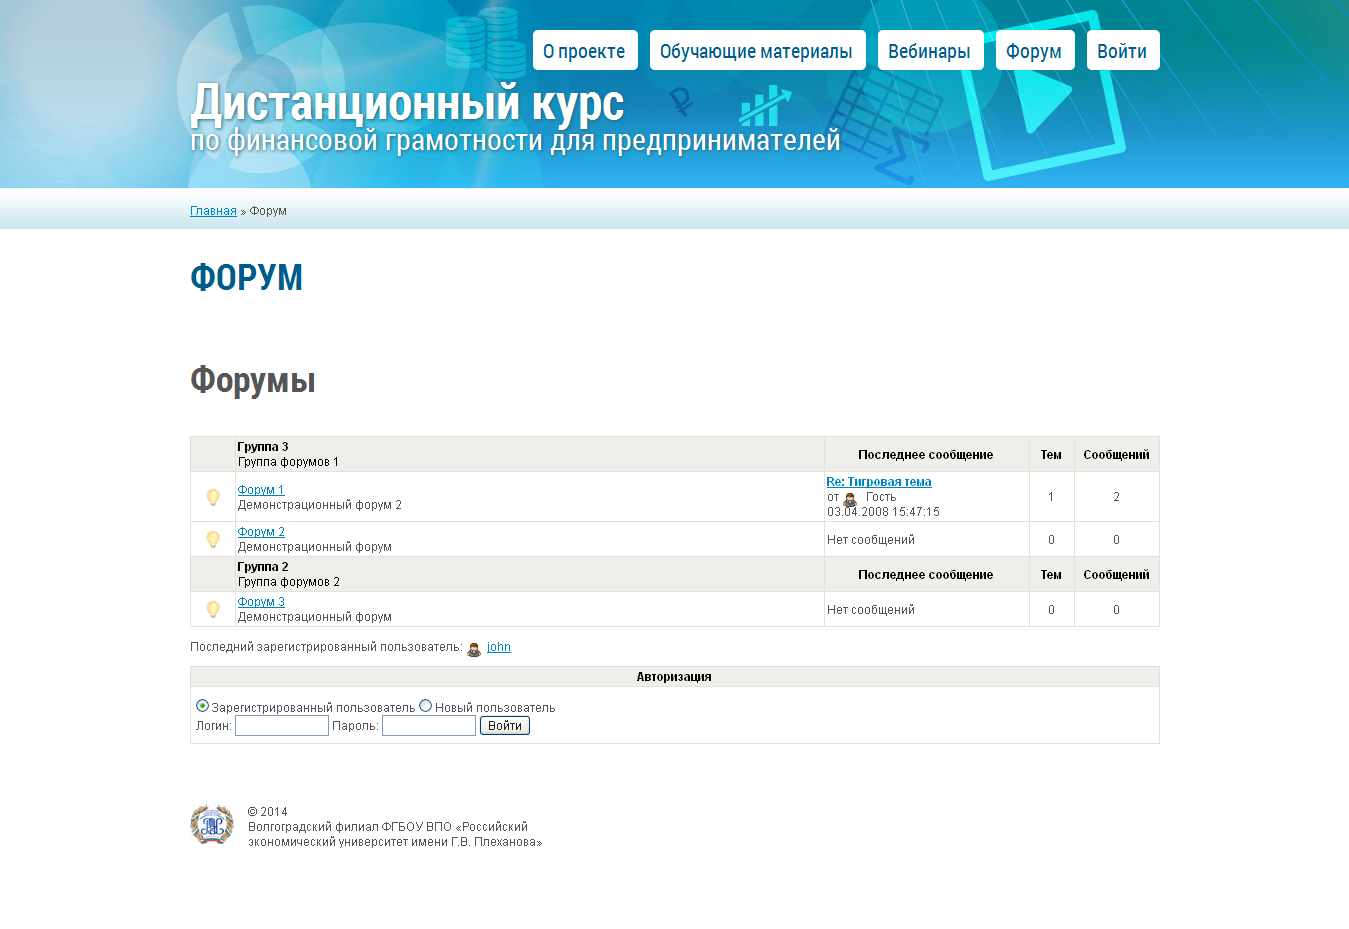 О проекте
Обучающие материалы
Вебинары
Форум
Войти
Дистанционный курс
по финансовой грамотности для предпринимателей
Главная » Форум
ФОРУМ
Форумы
Группа 3
Группа форумов 1
Последнее сообщение
Тем
Сообщений
Форум 1
Демонстрационный форум 2
Re: Тигровая тема
от Гость
03.04.2008 15:47:15
1
2
Форум 2
Демонстрационный форум
Нет сообщений
0
0
Группа 2
Группа форумов 2
Последнее сообщение
Тем
Сообщений
Форум 3
Демонстрационный форум
Нет сообщений
0
0
Последний зарегистрированный пользователь: john
Авторизация
Зарегистрированный пользователь Новый пользователь
Логин: Пароль: Войти
© 2014
Волгоградский филиал ФГБОУ ВПО «Российский
экономический университет имени Г.В. Плеханова»